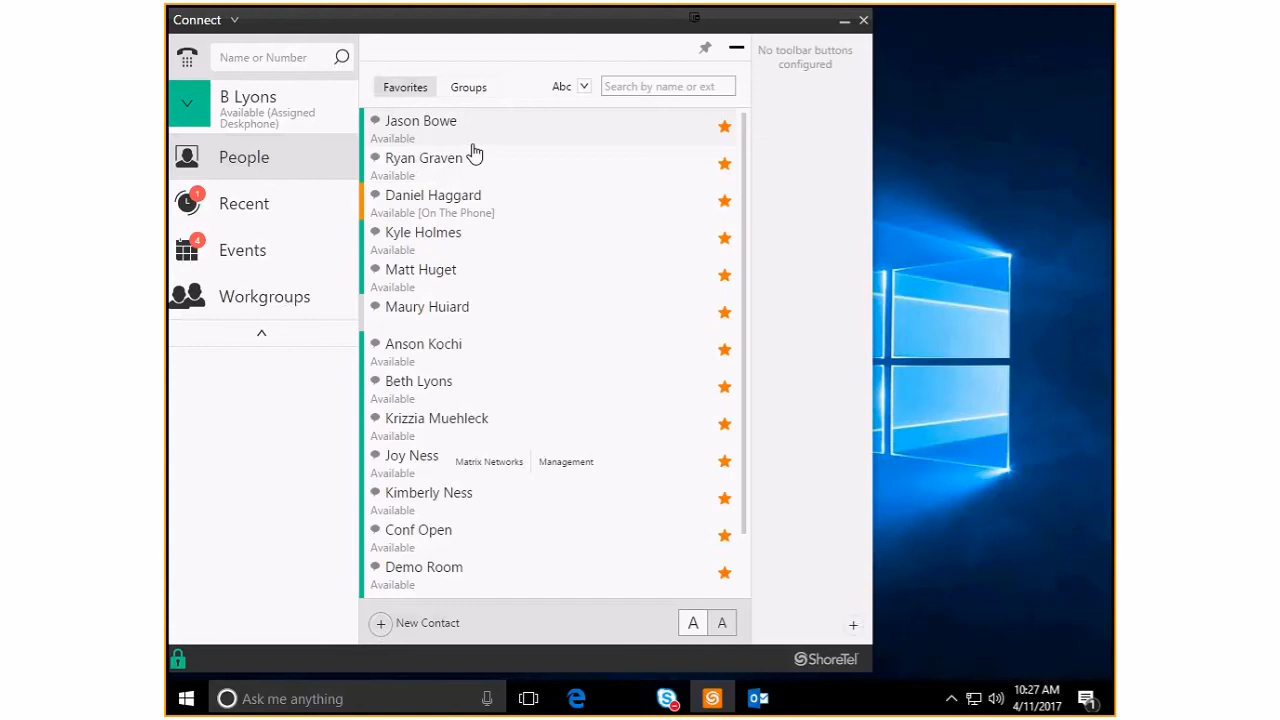 Connect
Name or Number
B Lyons
Available (Assigned
Deskphone)
People
1
Recent
4
Events
Workgroups
Favorites
Groups
Abc
Search by name or ext
Jason Bowe
Available
Ryan Graven
Available
Daniel Haggard
Available [On The Phone]
Kyle Holmes
Available
Matt Huget
Available
Maury Huiard
Anson Kochi
Available
Beth Lyons
Available
Krizzia Muehleck
Available
Joy Ness Matrix Networks Management
Available
Kimberly Ness
Available
Conf Open
Available
Demo Room
Available
+ New Contact
A A
No toolbar buttons
configured
+
ShoreTel
Ask me anything
10:27 AM
4/11/2017
1